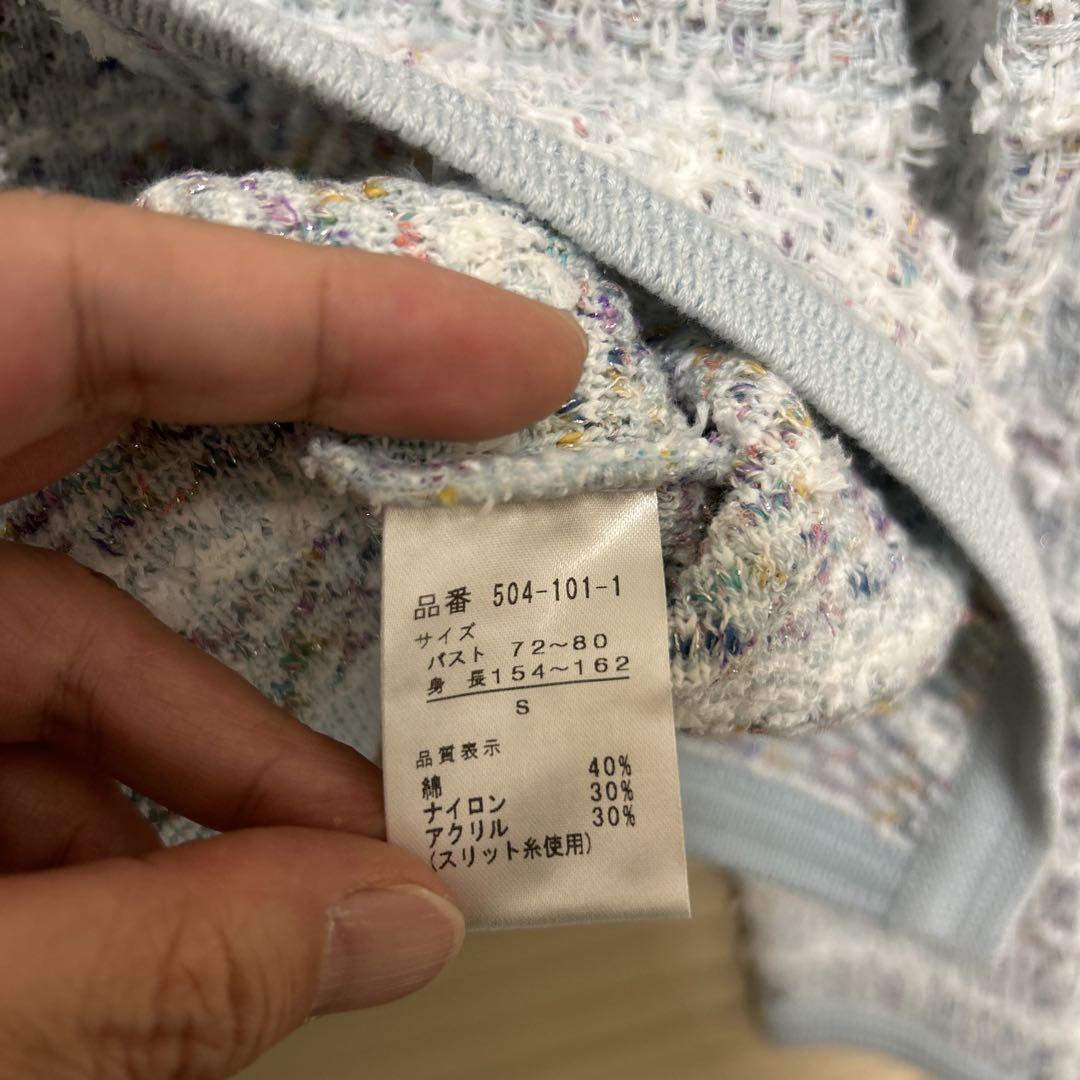 品番 504-101-1
サイズ
バスト 72～80
身 長154～162
S
品質表示
綿 40%
ナイロン 30%
アクリル 30%
(スリット糸使用)